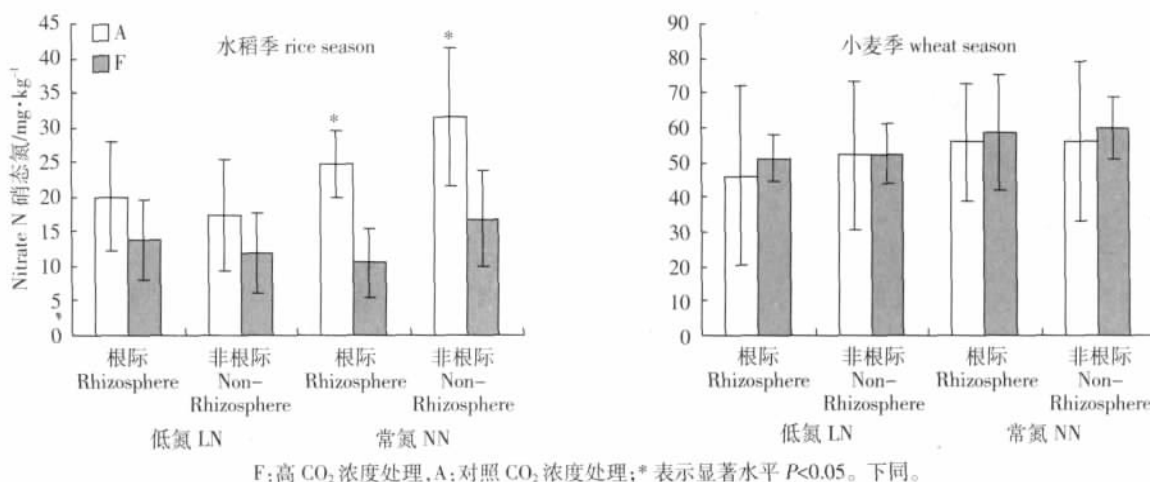 Nitrate N 硝态氮/mg·kg⁻¹
45
40
35
30
25
20
15
10
5
0
A
F
水稻季 rice season
*
*
根际
Rhizosphere
非根际
Non-
Rhizosphere
根际
Rhizosphere
非根际
Non-
Rhizosphere
低氮 LN
常氮 NN
90
80
70
60
50
40
30
20
10
0
小麦季 wheat season
根际
Rhizosphere
非根际
Non-
Rhizosphere
根际
Rhizosphere
非根际
Non-
Rhizosphere
低氮 LN
常氮 NN
F:高 CO₂ 浓度处理,A:对照 CO₂ 浓度处理;* 表示显著水平 P<0.05。下同。